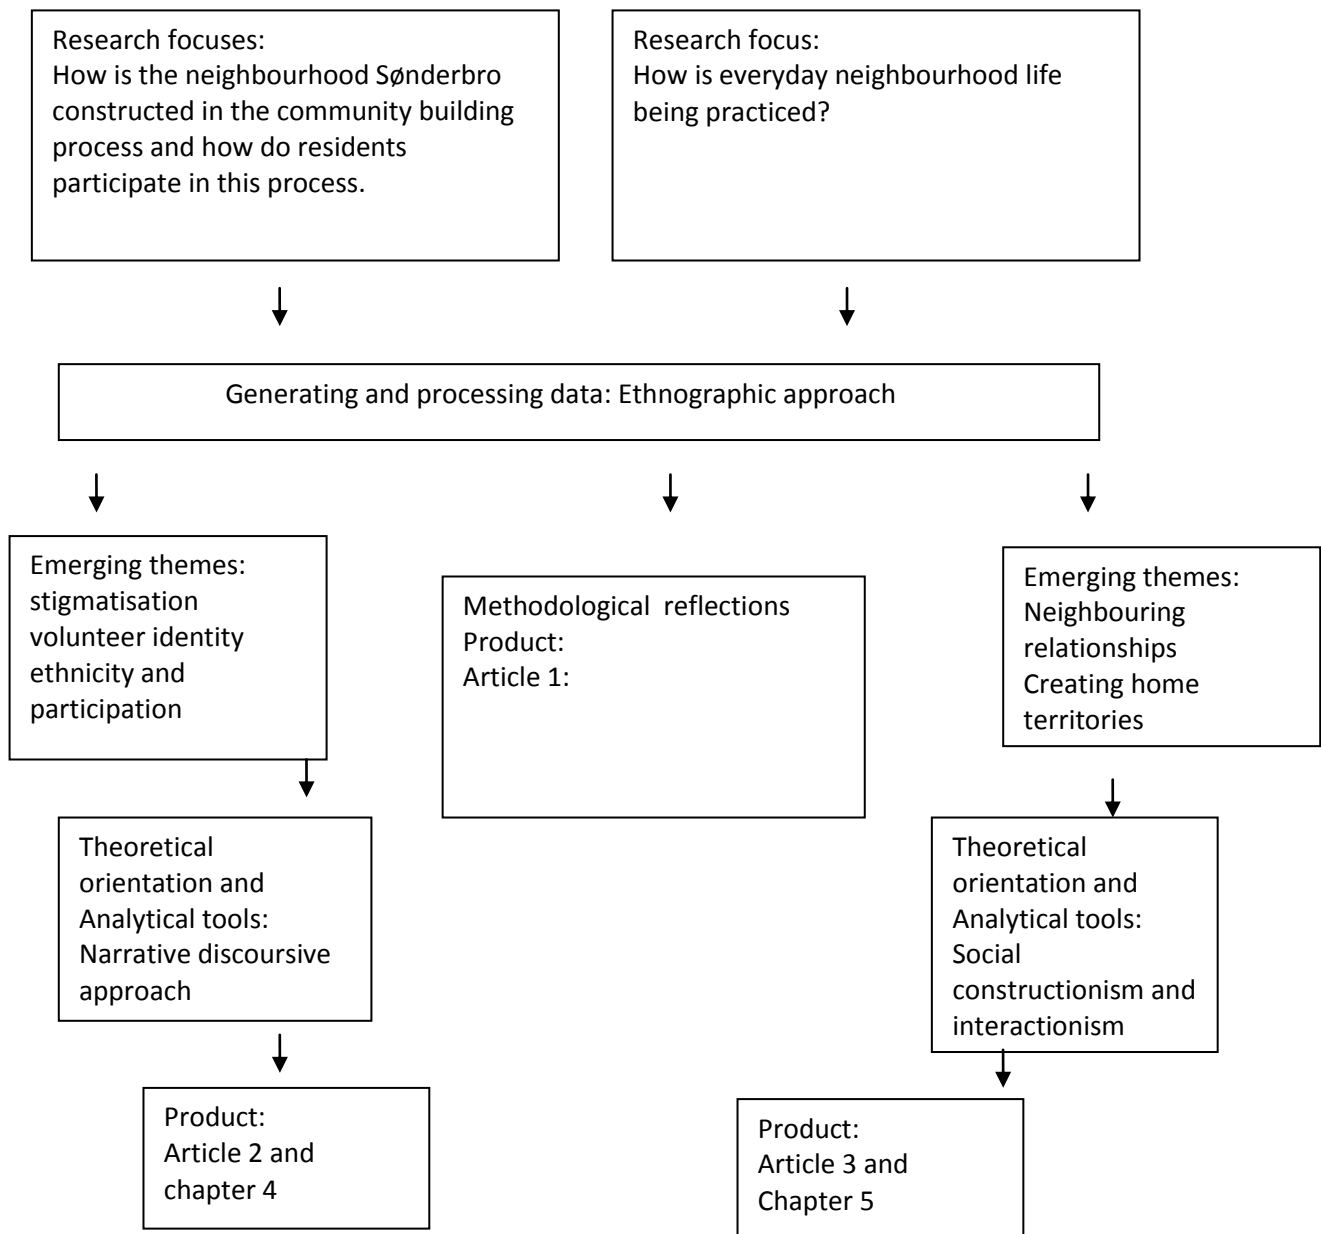 Research focuses:
How is the neighbourhood Sønderbro
constructed in the community building
process and how do residents
participate in this process.
Research focus:
How is everyday neighbourhood life
being practiced?
Generating and processing data: Ethnographic approach
Emerging themes:
stigmatisation
volunteer identity
ethnicity and
participation
Methodological reflections
Product:
Article 1:
Emerging themes:
Neighbouring
relationships
Creating home
territories
Theoretical
orientation and
Analytical tools:
Narrative discoursive
approach
Theoretical
orientation and
Analytical tools:
Social
constructionism and
interactionism
Product:
Article 2 and
chapter 4
Product:
Article 3 and
Chapter 5